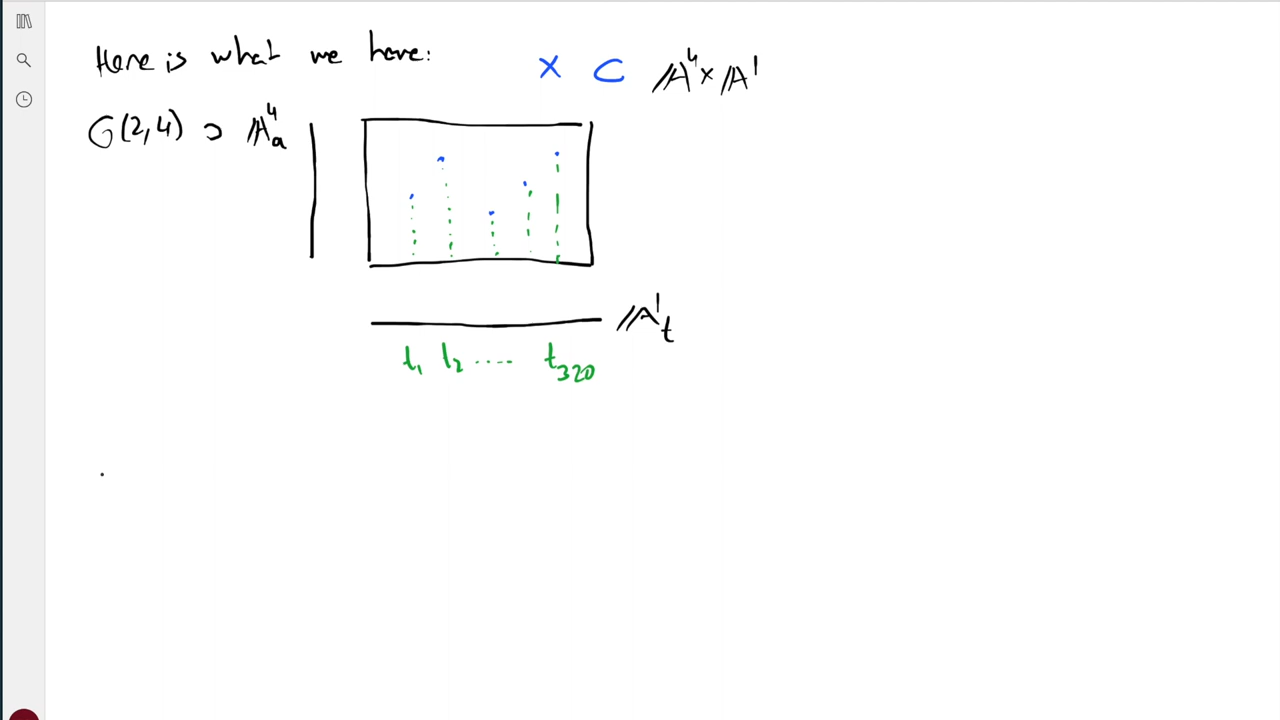 Here is what we have:
X ⊂ 𝔸⁴ × 𝔸¹
G(2,4) ⊃ 𝔸⁴ₐ
𝔸¹ₜ
t₁ t₂ .... t₃₂₀